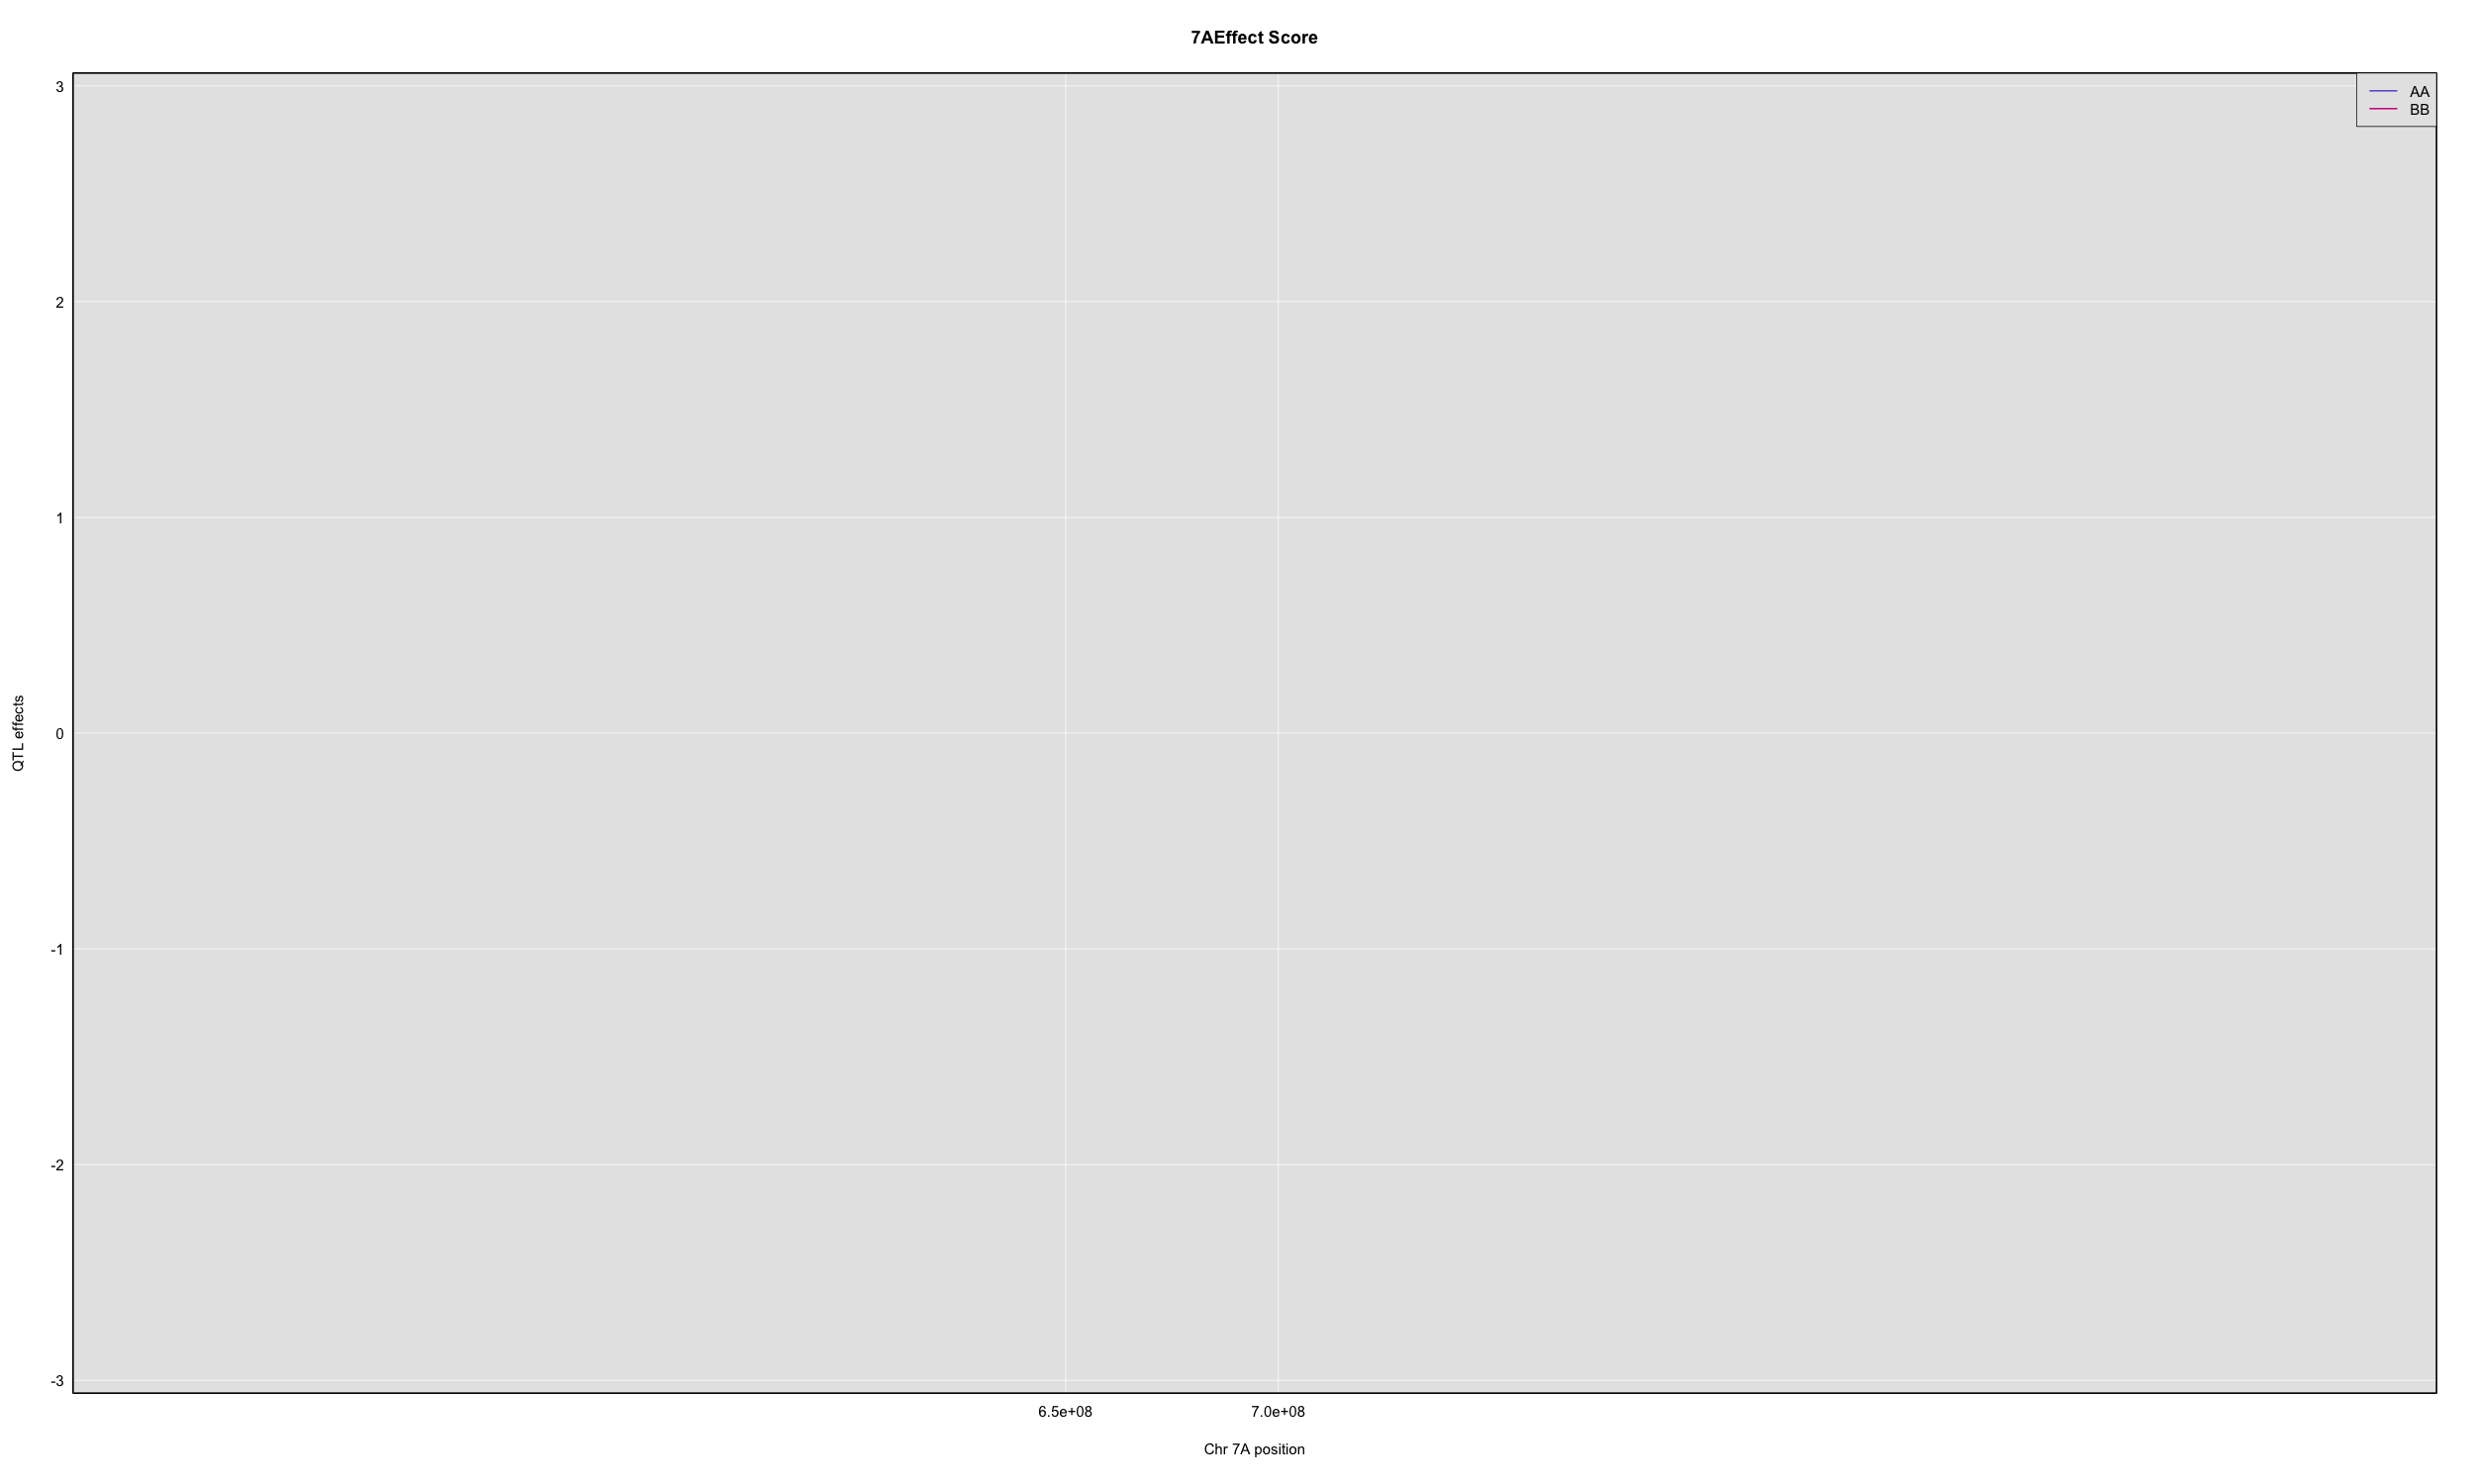 7AEffect Score
AA
BB
3
2
1
0
-1
-2
-3
QTL effects
6.5e+08
7.0e+08
Chr 7A position